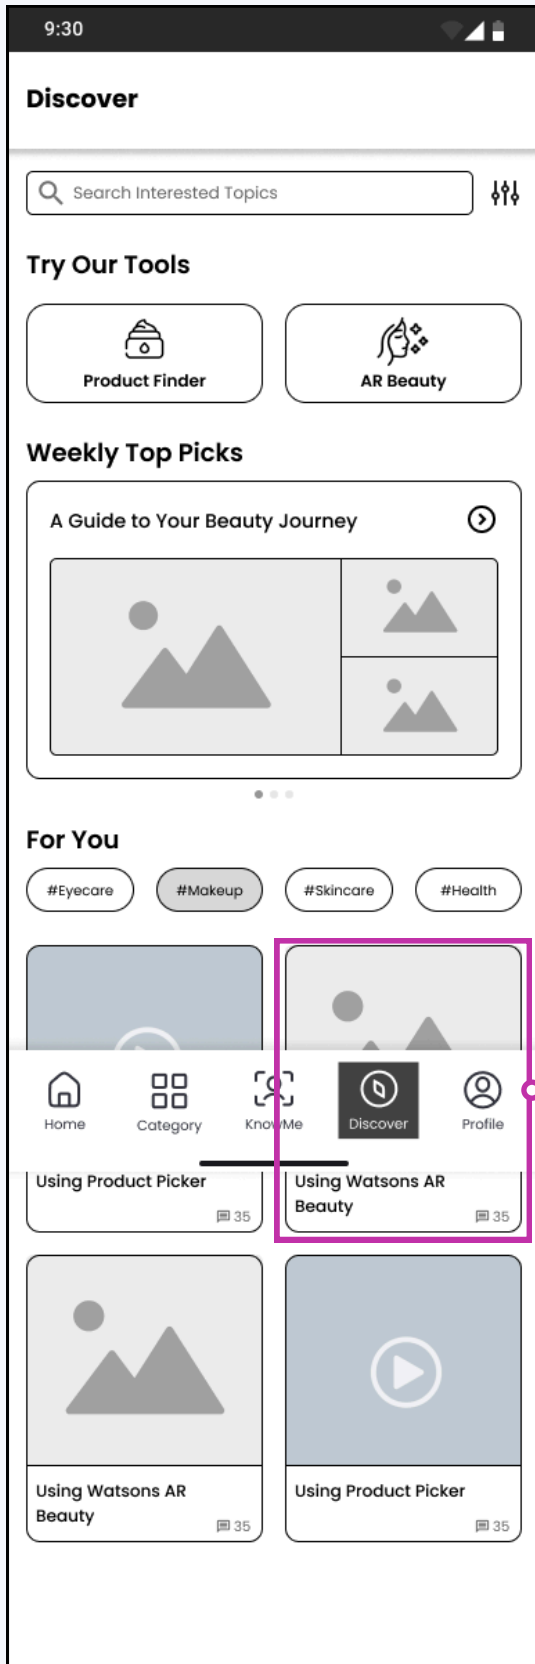 9:30
Discover
Search Interested Topics
Try Our Tools
Product Finder
AR Beauty
Weekly Top Picks
A Guide to Your Beauty Journey
For You
#Eyecare
#Makeup
#Skincare
#Health
Home
Category
KnowMe
Discover
Profile
Using Product Picker
35
Using Watsons AR
Beauty
35
Using Watsons AR
Beauty
35
Using Product Picker
35